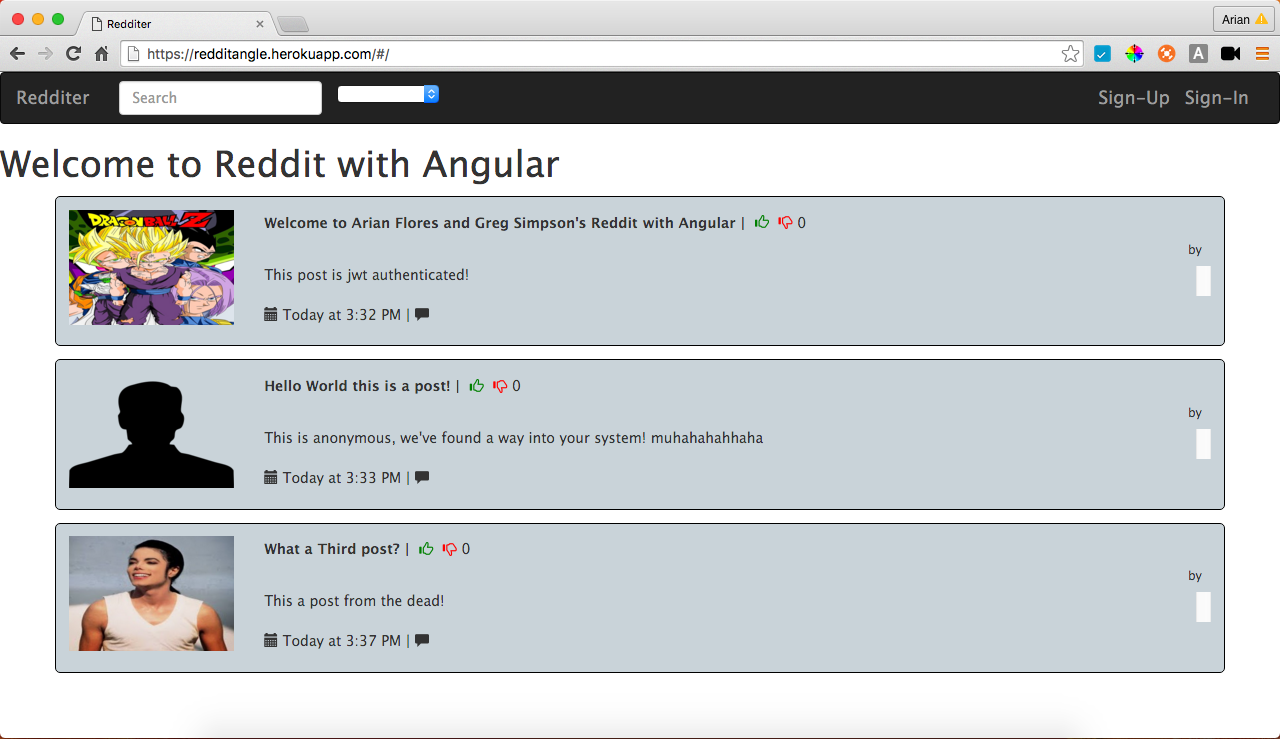 Redditer
Arian
https://redditangle.herokuapp.com/#/
A
Redditer
Search
Sign-Up Sign-In
Welcome to Reddit with Angular
DRAGON BALL Z
Welcome to Arian Flores and Greg Simpson's Reddit with Angular | 0
by
This post is jwt authenticated!
Today at 3:32 PM |
Hello World this is a post! | 0
by
This is anonymous, we've found a way into your system! muhahahahhaha
Today at 3:33 PM |
What a Third post? | 0
by
This a post from the dead!
Today at 3:37 PM |